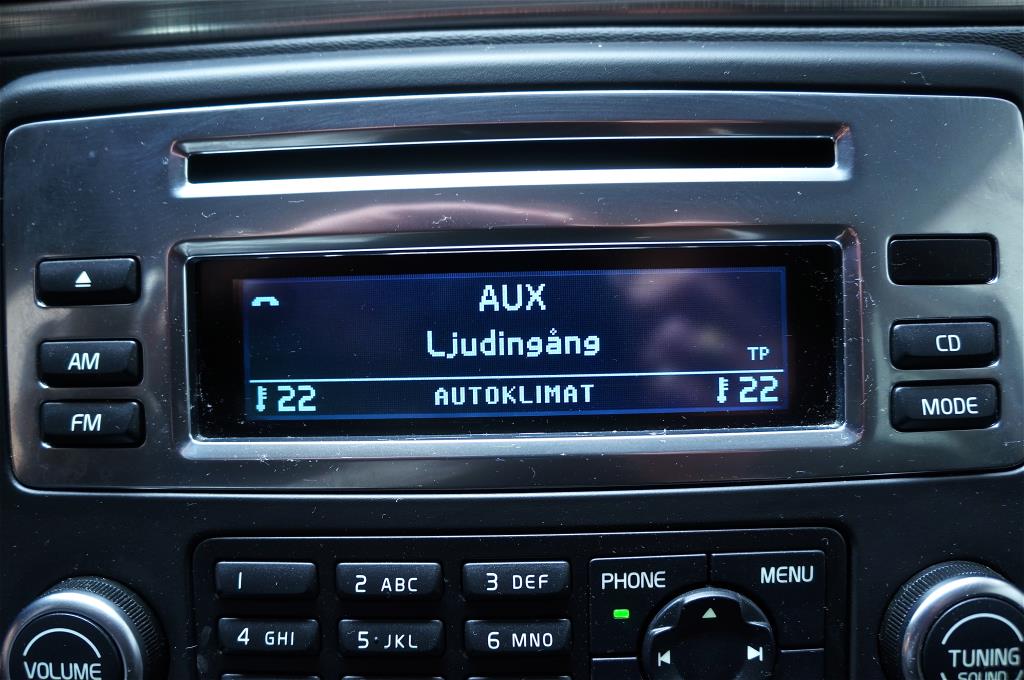 AUX
Ljudingång
TP
22 AUTOKLIMAT 22
AM
FM
CD
MODE
1
2 ABC
3 DEF
PHONE
MENU
4 GHI
5 JKL
6 MNO
VOLUME
TUNING
SOUND